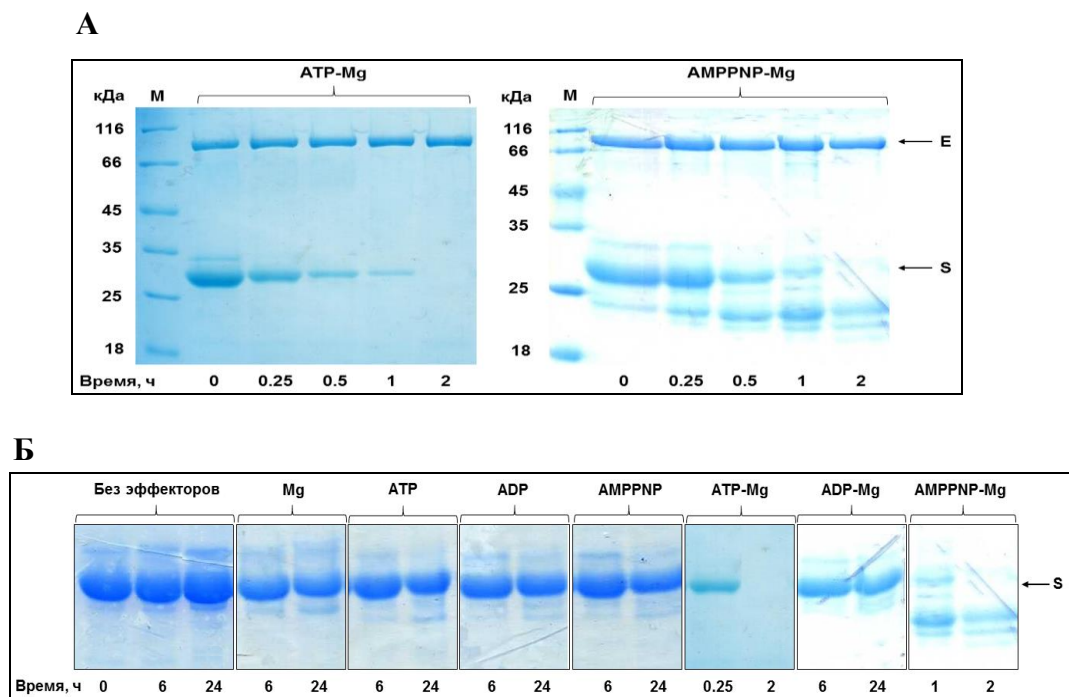 А
ATP-Mg AMPPNP-Mg
кДа M кДа M
116 116
66 66 E
45 45
35 35
25 25 S
18 18
Время, ч 0 0.25 0.5 1 2 0 0.25 0.5 1 2
Б
Без эффекторов Mg ATP ADP AMPPNP ATP-Mg ADP-Mg AMPPNP-Mg
S
Время, ч 0 6 24 6 24 6 24 6 24 6 24 0.25 2 6 24 1 2